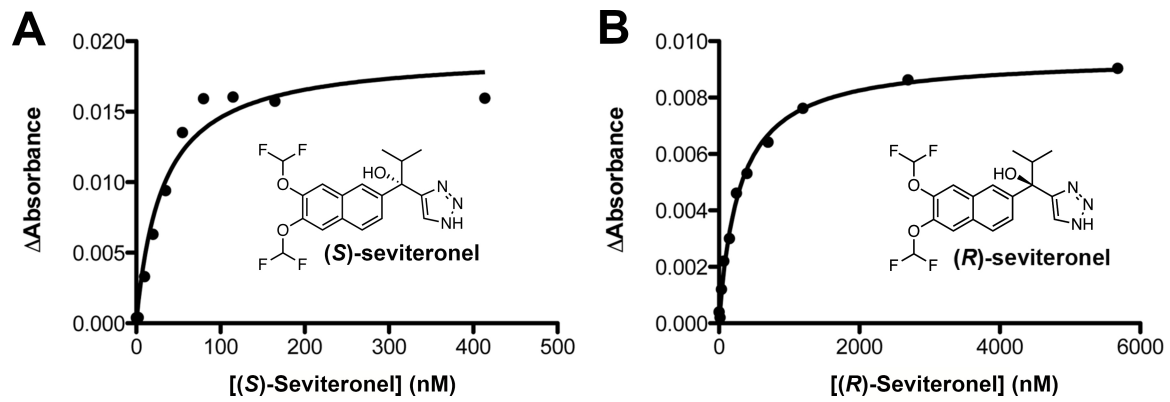 A
ΔAbsorbance
0.020
0.015
0.010
0.005
0.000
0
100
200
300
400
500
[(S)-Seviteronel] (nM)
F F
O
O
F F
HO
N
N
NH
(S)-seviteronel
B
ΔAbsorbance
0.010
0.008
0.006
0.004
0.002
0.000
0
2000
4000
6000
[(R)-Seviteronel] (nM)
F F
O
O
F F
HO
N
N
NH
(R)-seviteronel